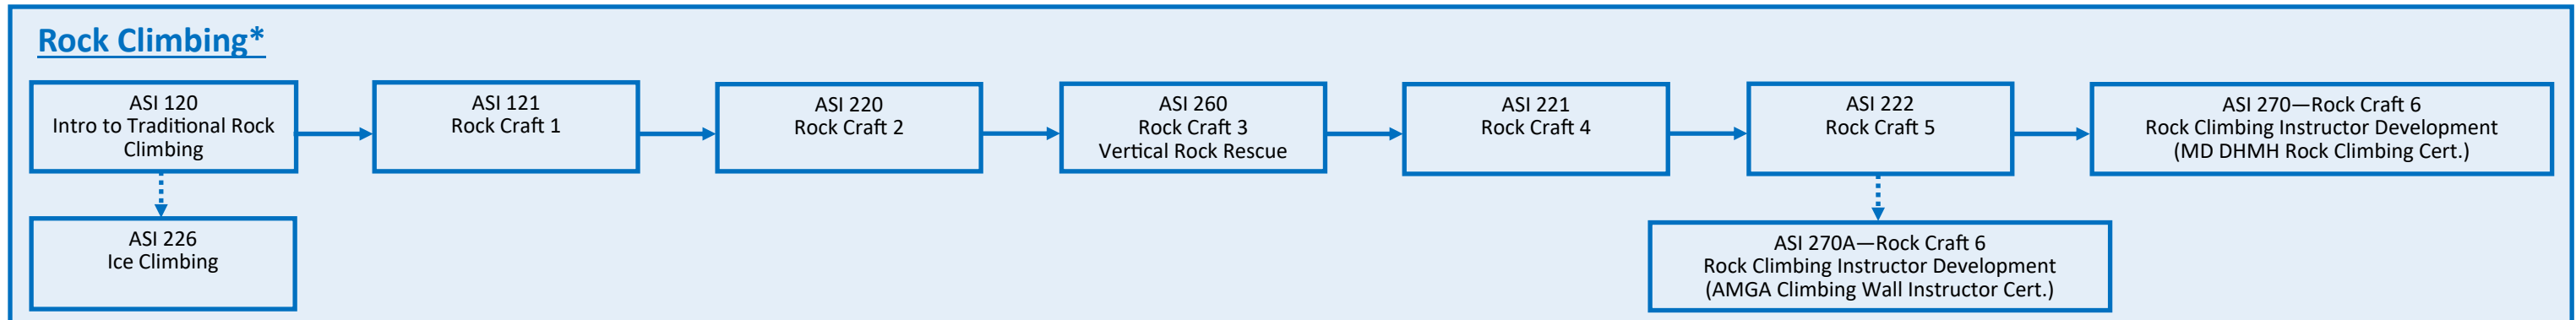 Rock Climbing*
ASI 120
Intro to Traditional Rock
Climbing
ASI 121
Rock Craft 1
ASI 220
Rock Craft 2
ASI 260
Rock Craft 3
Vertical Rock Rescue
ASI 221
Rock Craft 4
ASI 222
Rock Craft 5
ASI 270—Rock Craft 6
Rock Climbing Instructor Development
(MD DHMH Rock Climbing Cert.)
ASI 226
Ice Climbing
ASI 270A—Rock Craft 6
Rock Climbing Instructor Development
(AMGA Climbing Wall Instructor Cert.)